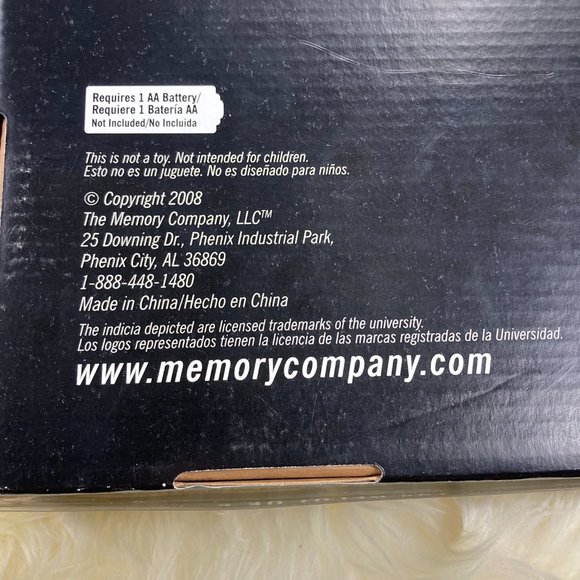 Requires 1 AA Battery/
Requiere 1 Batería AA
Not Included/No Incluida
This is not a toy. Not intended for children.
Esto no es un juguete. No es diseñado para niños.
© Copyright 2008
The Memory Company, LLC™
25 Downing Dr., Phenix Industrial Park,
Phenix City, AL 36869
1-888-448-1480
Made in China/Hecho en China
The indicia depicted are licensed trademarks of the university.
Los logos representados tienen la licencia de las marcas registradas de la Universidad.
www.memorycompany.com